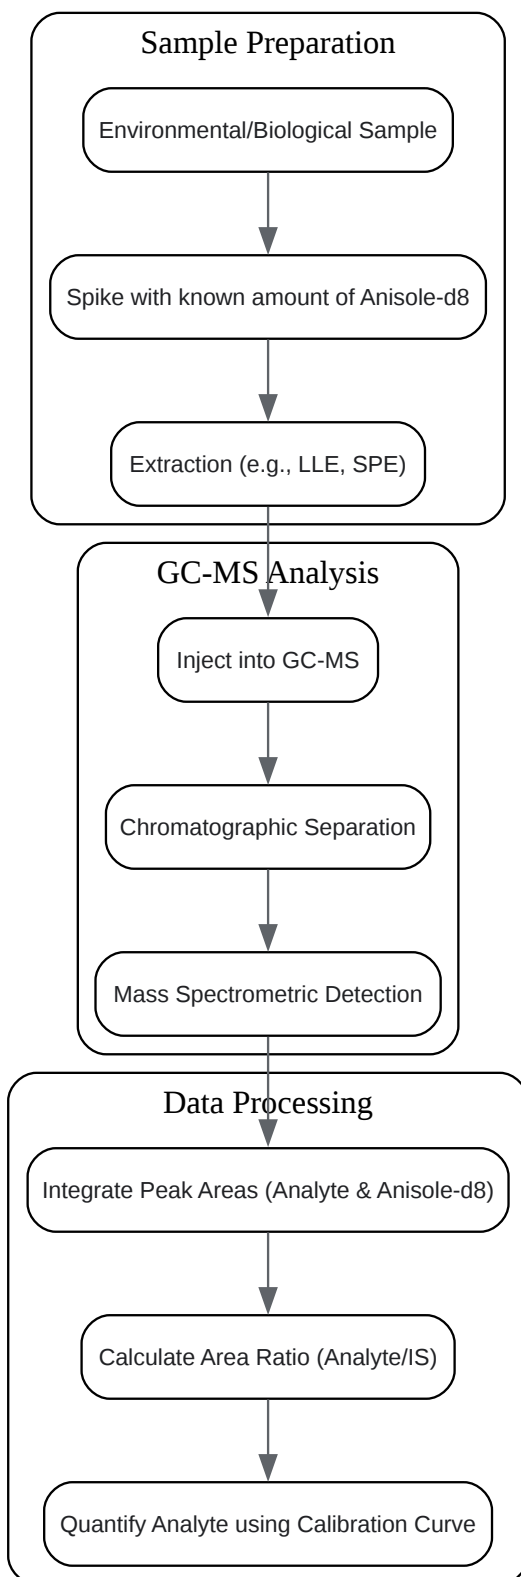 Sample Preparation
Environmental/Biological Sample
Spike with known amount of Anisole-d8
Extraction (e.g., LLE, SPE)
GC-MS Analysis
Inject into GC-MS
Chromatographic Separation
Mass Spectrometric Detection
Data Processing
Integrate Peak Areas (Analyte & Anisole-d8)
Calculate Area Ratio (Analyte/IS)
Quantify Analyte using Calibration Curve